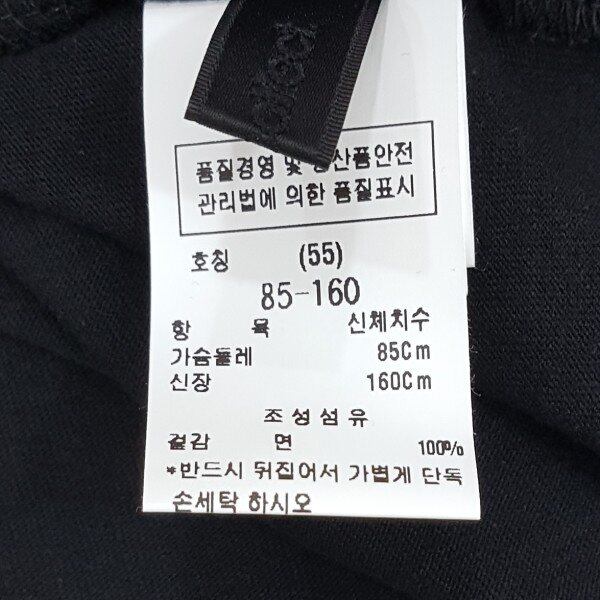 품질경영 및 공산품안전
관리법에 의한 품질표시
호칭 (55)
85-160
항 목 신체치수
가슴둘레 85Cm
신장 160Cm
조성섬유
겉감 면 100%
*반드시 뒤집어서 가볍게 단독
손세탁 하시오